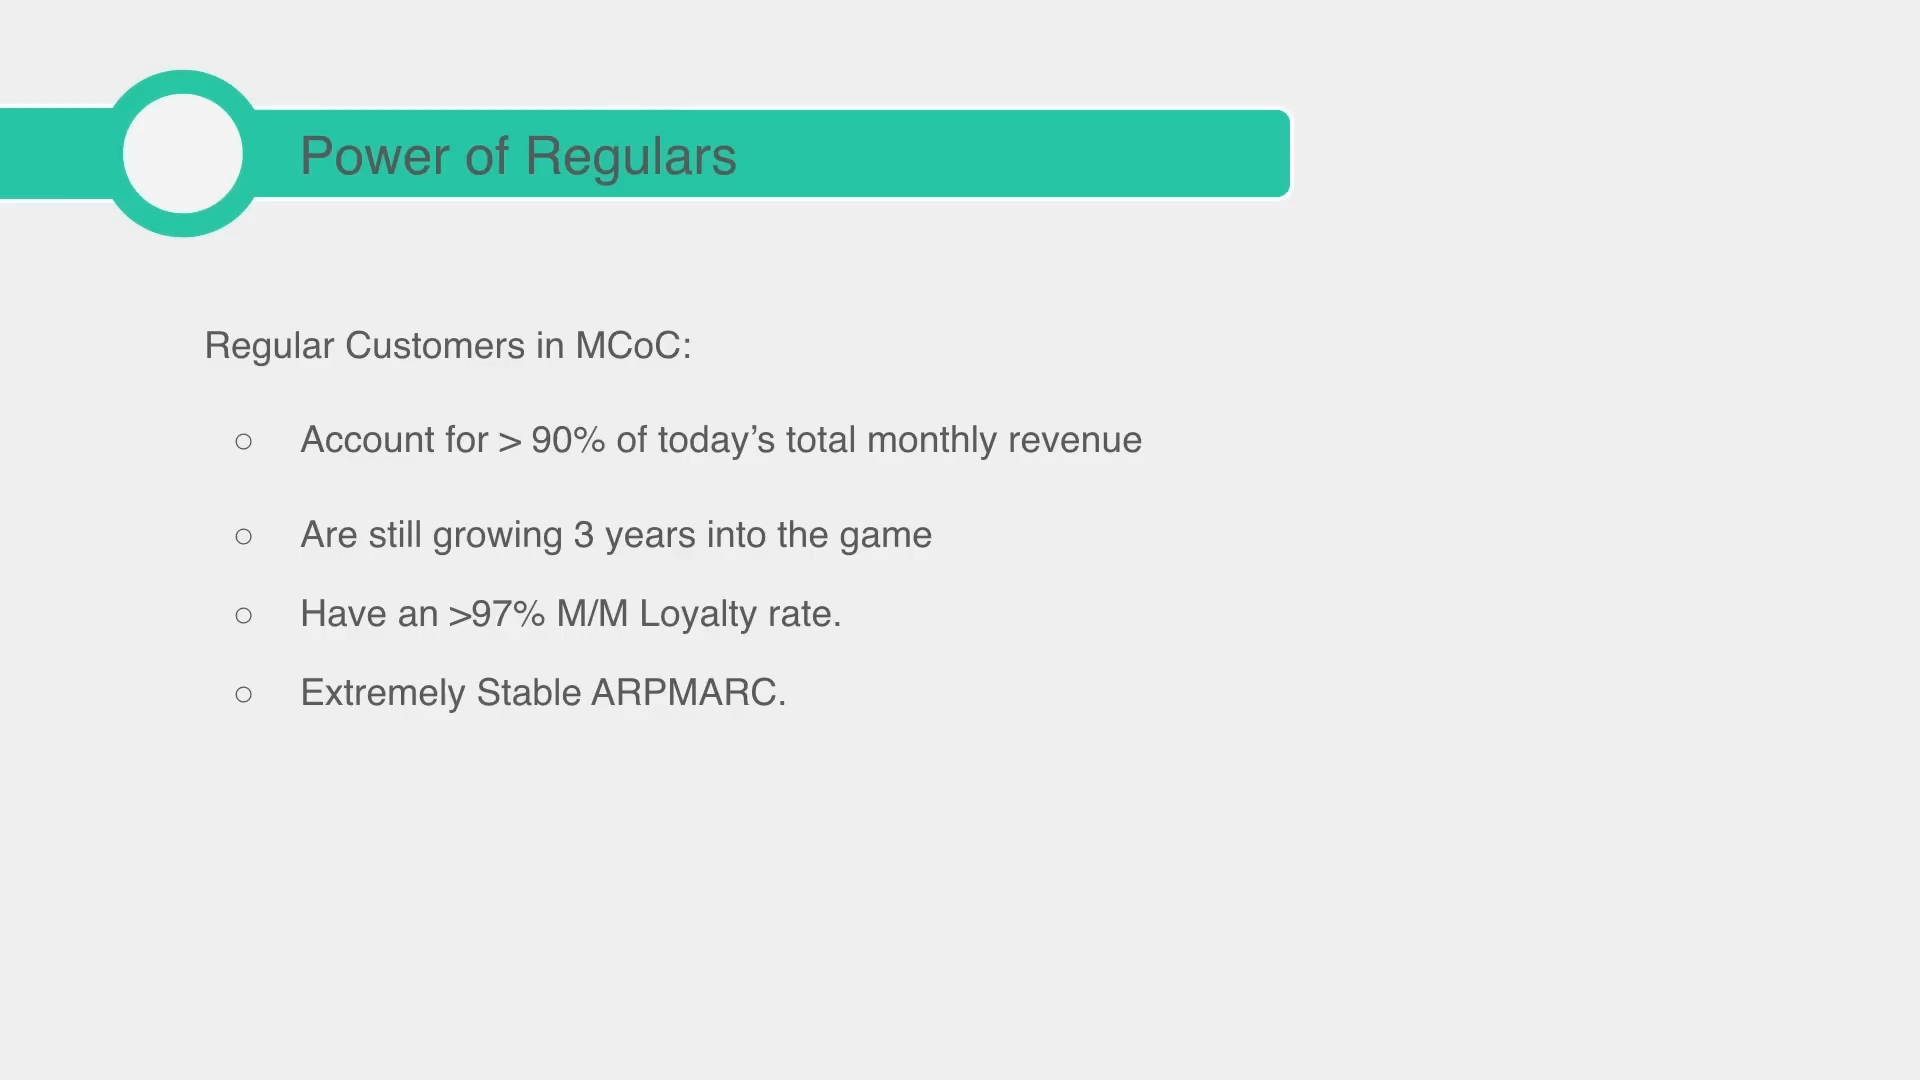 Power of Regulars
Regular Customers in MCoC:
○ Account for > 90% of today’s total monthly revenue
○ Are still growing 3 years into the game
○ Have an >97% M/M Loyalty rate.
○ Extremely Stable ARPMARC.